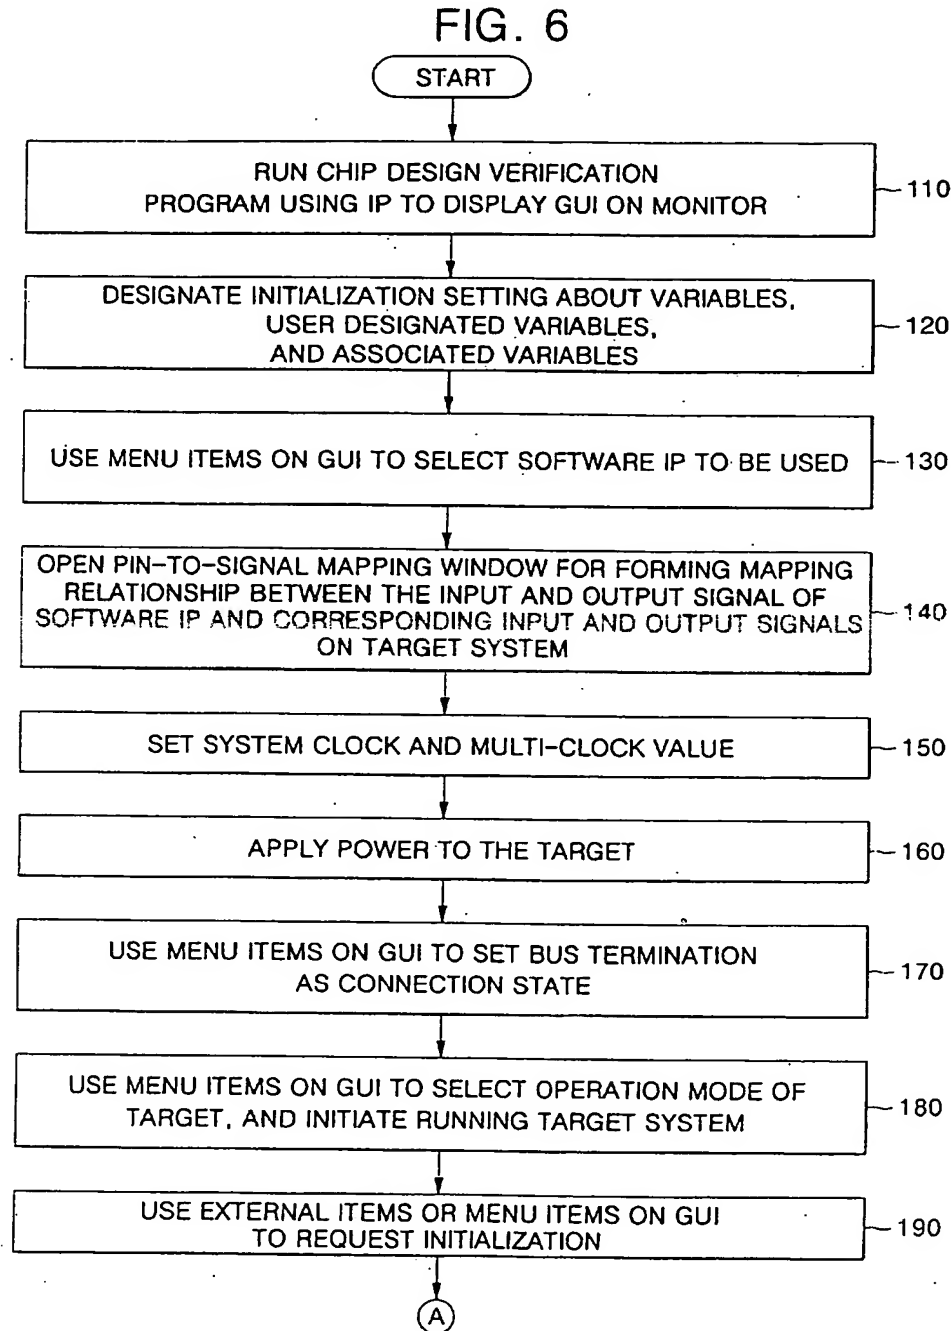 FIG. 6
START
RUN CHIP DESIGN VERIFICATION
PROGRAM USING IP TO DISPLAY GUI ON MONITOR
110
DESIGNATE INITIALIZATION SETTING ABOUT VARIABLES,
USER DESIGNATED VARIABLES,
AND ASSOCIATED VARIABLES
120
USE MENU ITEMS ON GUI TO SELECT SOFTWARE IP TO BE USED
130
OPEN PIN-TO-SIGNAL MAPPING WINDOW FOR FORMING MAPPING
RELATIONSHIP BETWEEN THE INPUT AND OUTPUT SIGNAL OF
SOFTWARE IP AND CORRESPONDING INPUT AND OUTPUT SIGNALS
ON TARGET SYSTEM
140
SET SYSTEM CLOCK AND MULTI-CLOCK VALUE
150
APPLY POWER TO THE TARGET
160
USE MENU ITEMS ON GUI TO SET BUS TERMINATION
AS CONNECTION STATE
170
USE MENU ITEMS ON GUI TO SELECT OPERATION MODE OF
TARGET, AND INITIATE RUNNING TARGET SYSTEM
180
USE EXTERNAL ITEMS OR MENU ITEMS ON GUI
TO REQUEST INITIALIZATION
190
A